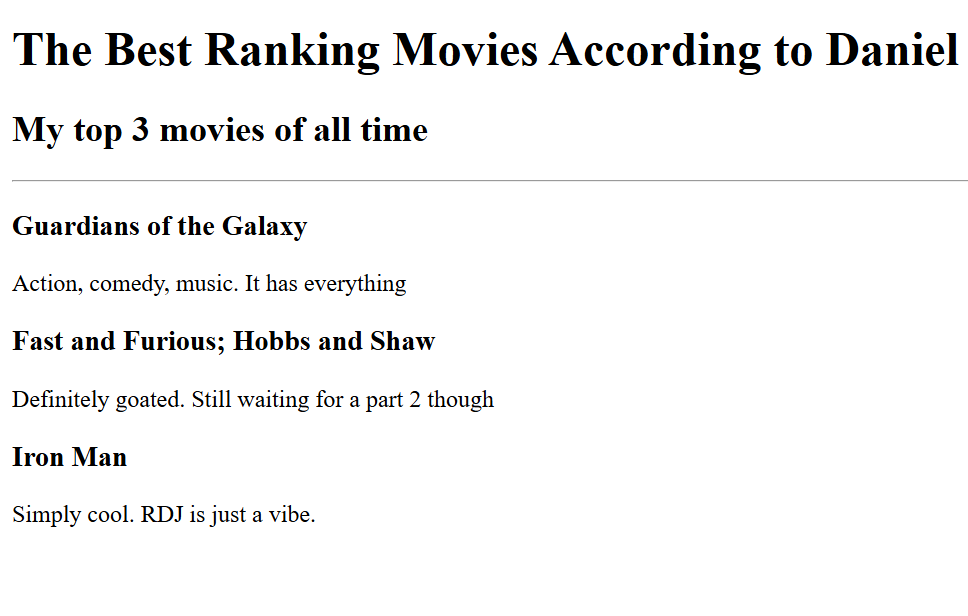 The Best Ranking Movies According to Daniel
My top 3 movies of all time
Guardians of the Galaxy
Action, comedy, music. It has everything
Fast and Furious; Hobbs and Shaw
Definitely goated. Still waiting for a part 2 though
Iron Man
Simply cool. RDJ is just a vibe.